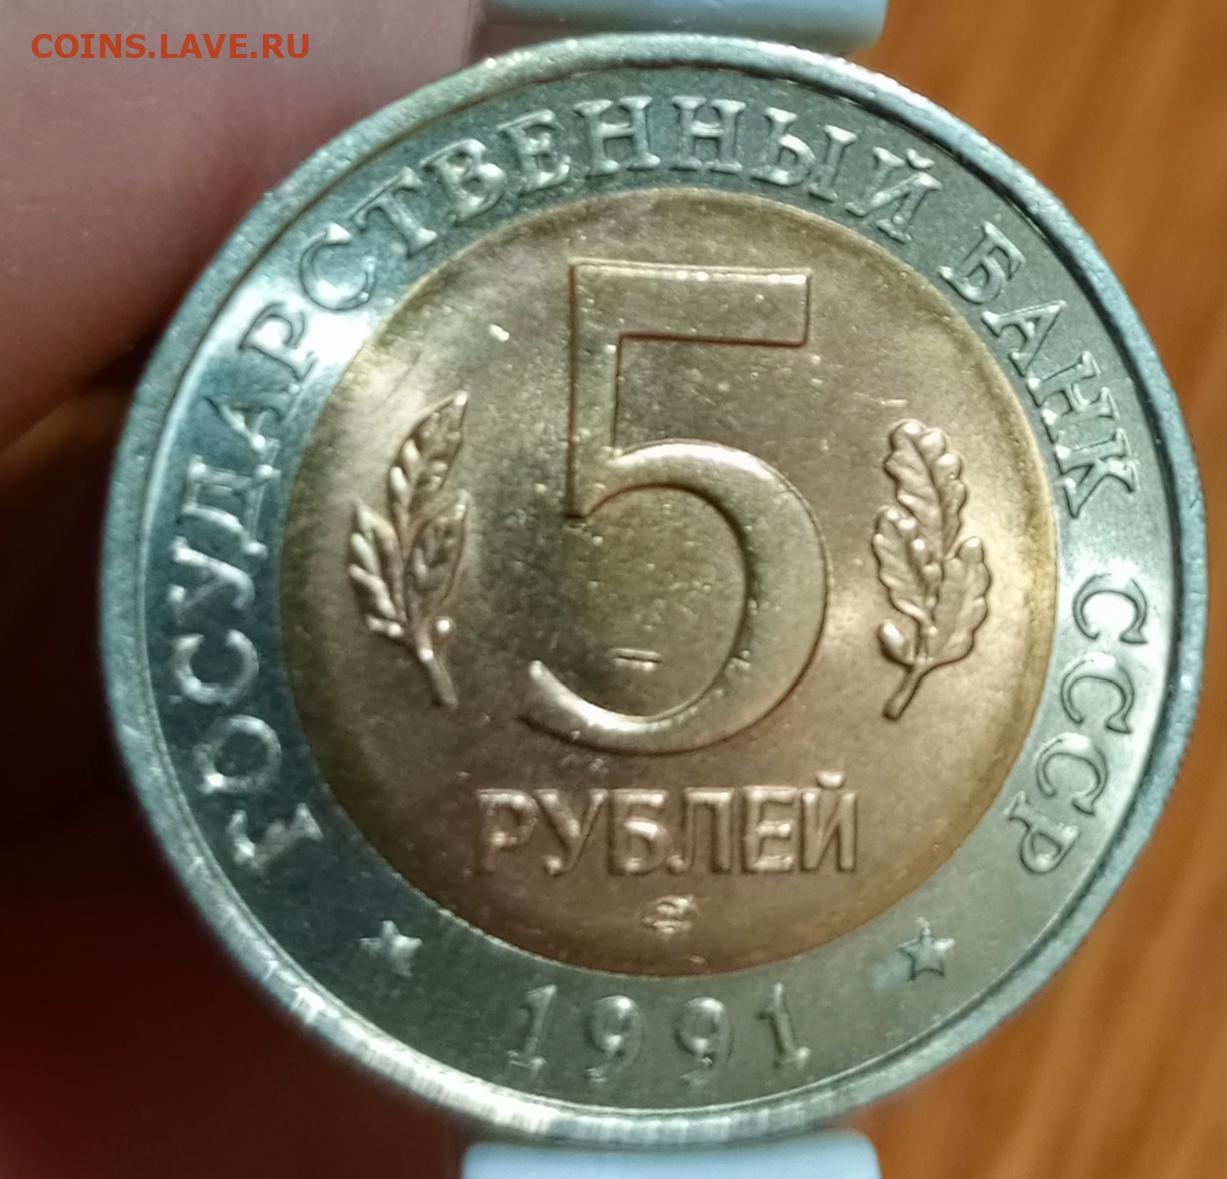 COINS.LAVE.RU
ГОСУДАРСТВЕННЫЙ БАНК СССР
5
РУБЛЕЙ
1991